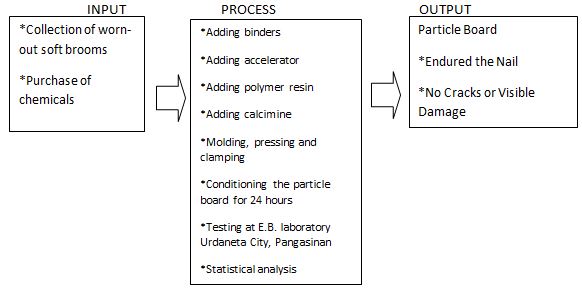 INPUT
*Collection of worn-
out soft brooms
*Purchase of
chemicals
PROCESS
*Adding binders
*Adding accelerator
*Adding polymer resin
*Adding calcimine
*Molding, pressing and
clamping
*Conditioning the particle
board for 24 hours
*Testing at E.B. laboratory
Urdaneta City, Pangasinan
*Statistical analysis
OUTPUT
Particle Board
*Endured the Nail
*No Cracks or Visible
Damage